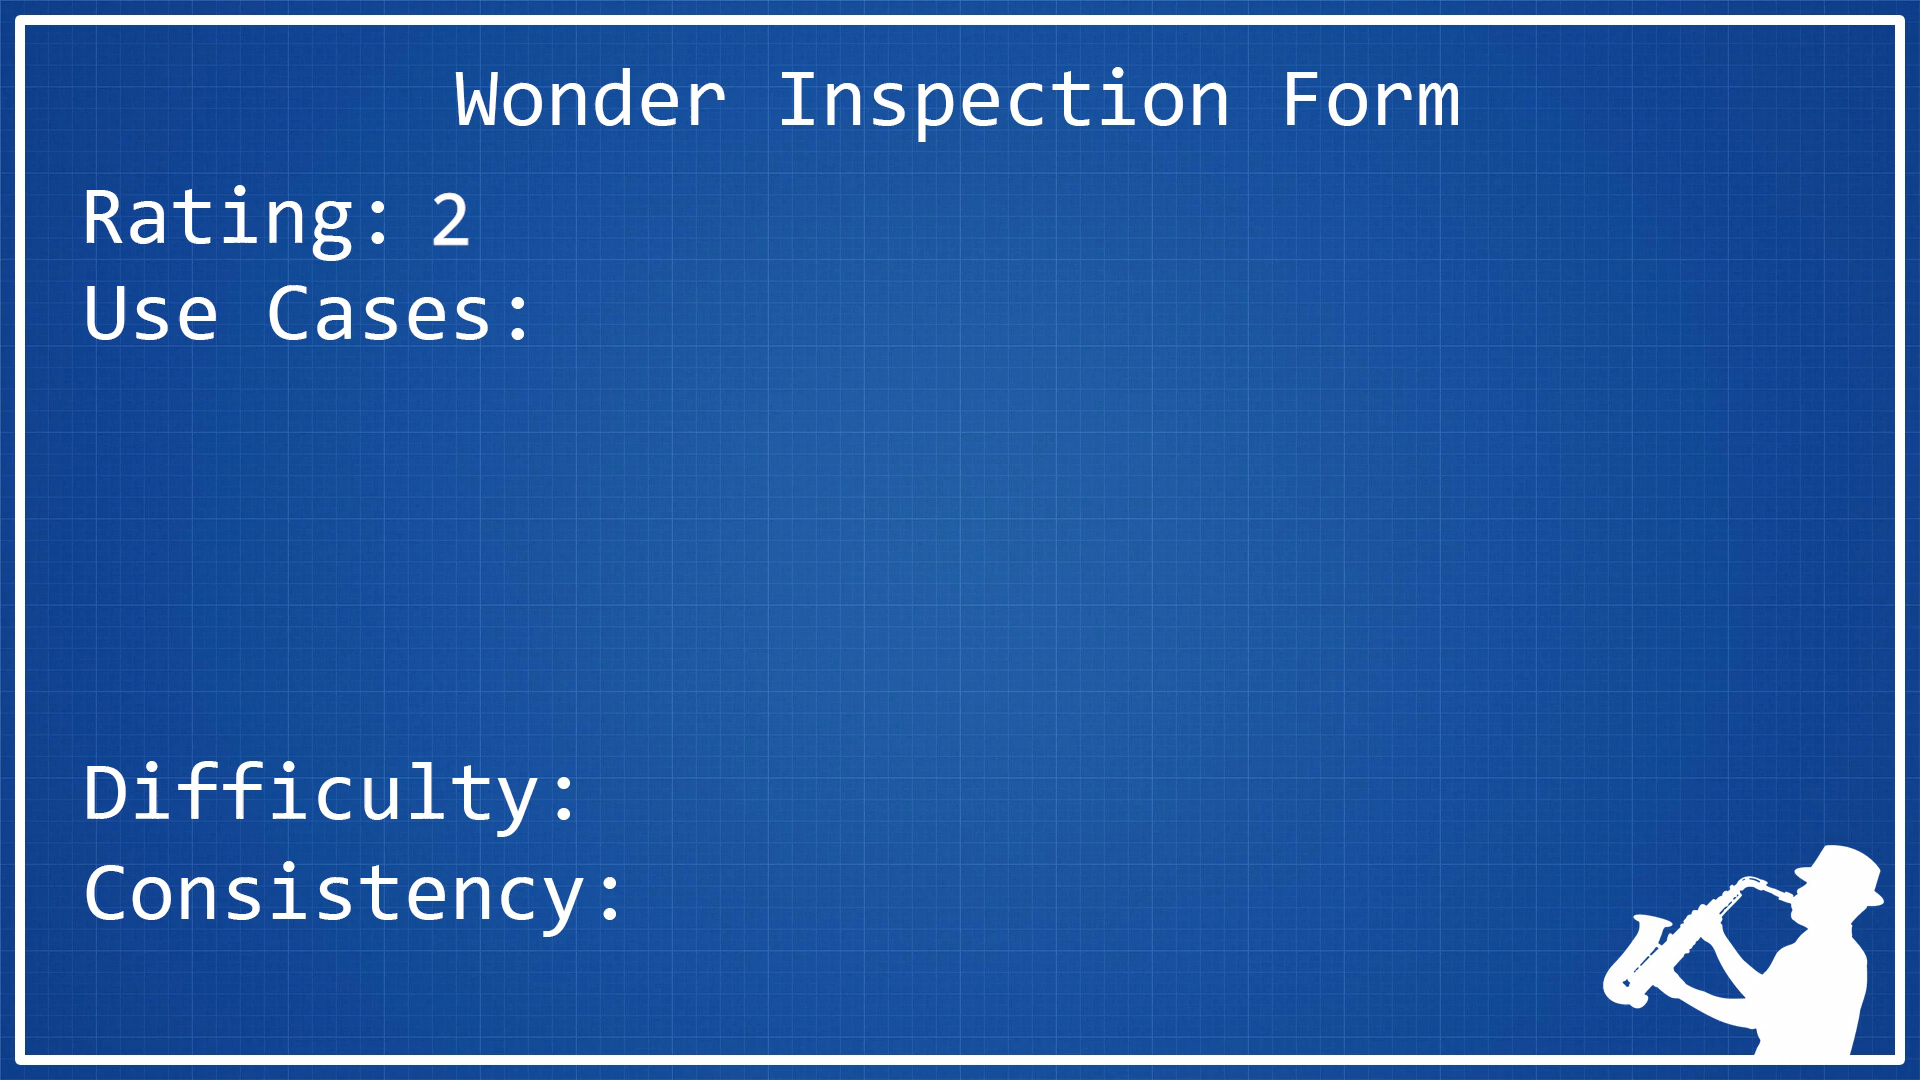 Wonder Inspection Form
Rating: 2
Use Cases:
Difficulty:
Consistency: